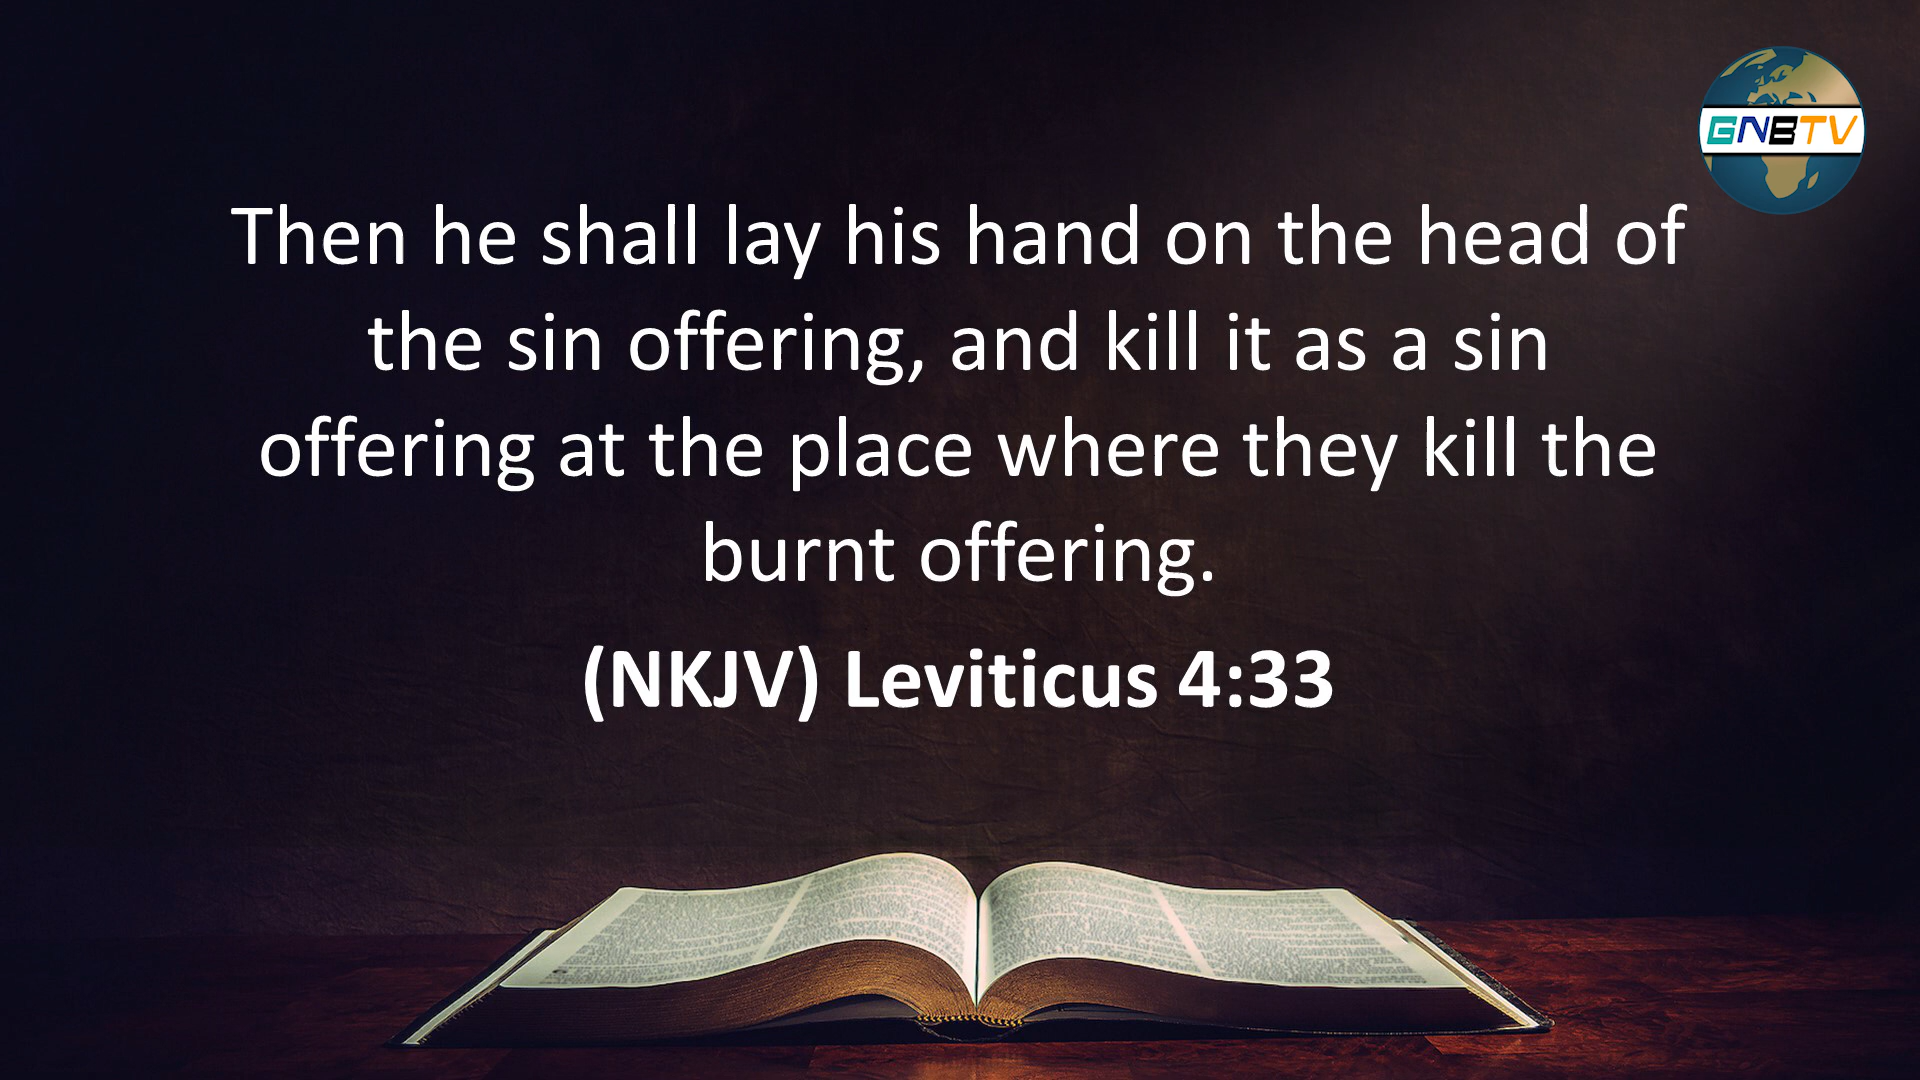 GNBTV
Then he shall lay his hand on the head of
the sin offering, and kill it as a sin
offering at the place where they kill the
burnt offering.
(NKJV) Leviticus 4:33